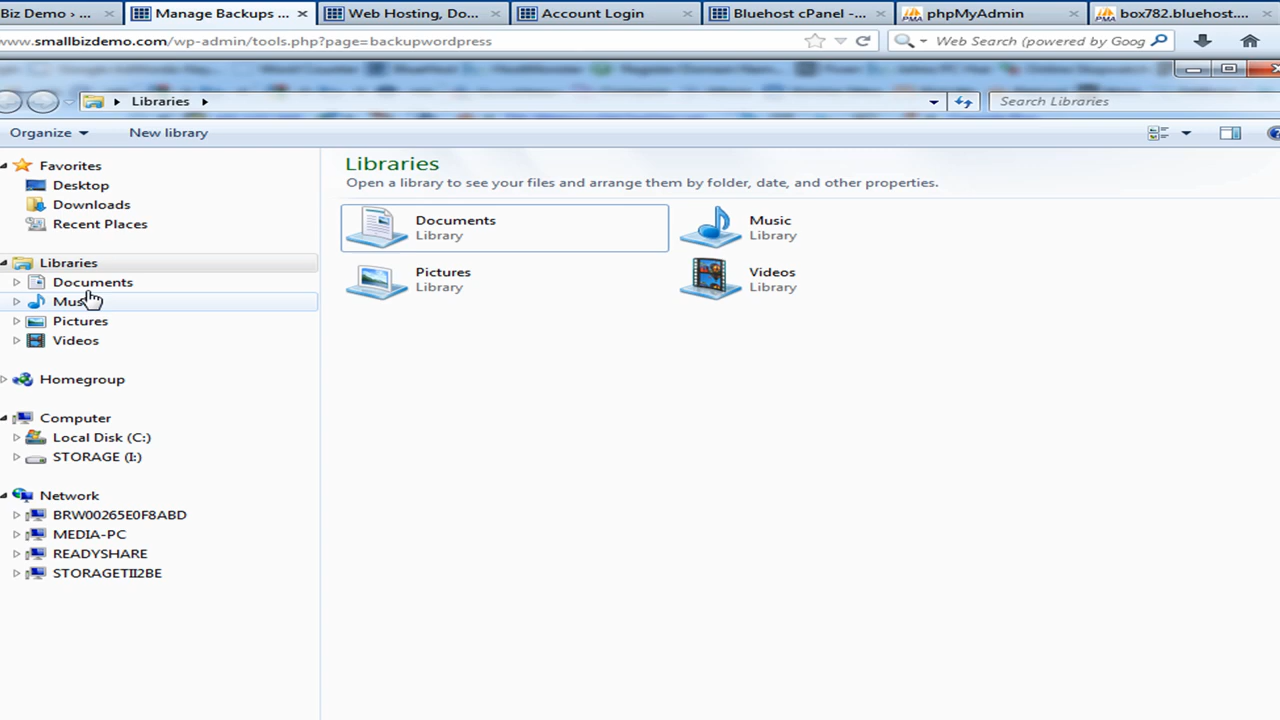 Biz Demo › ... Manage Backups ... Web Hosting, Do... Account Login Bluehost cPanel -... phpMyAdmin box782.bluehost....
www.smallbizdemo.com/wp-admin/tools.php?page=backupwordpress Web Search (powered by Goog
Libraries Search Libraries
Organize New library
Favorites
Desktop
Downloads
Recent Places
Libraries
Documents
Music
Pictures
Videos
Homegroup
Computer
Local Disk (C:)
STORAGE (I:)
Network
BRW00265E0F8ABD
MEDIA-PC
READYSHARE
STORAGETII2BE
Libraries
Open a library to see your files and arrange them by folder, date, and other properties.
Documents
Library
Music
Library
Pictures
Library
Videos
Library